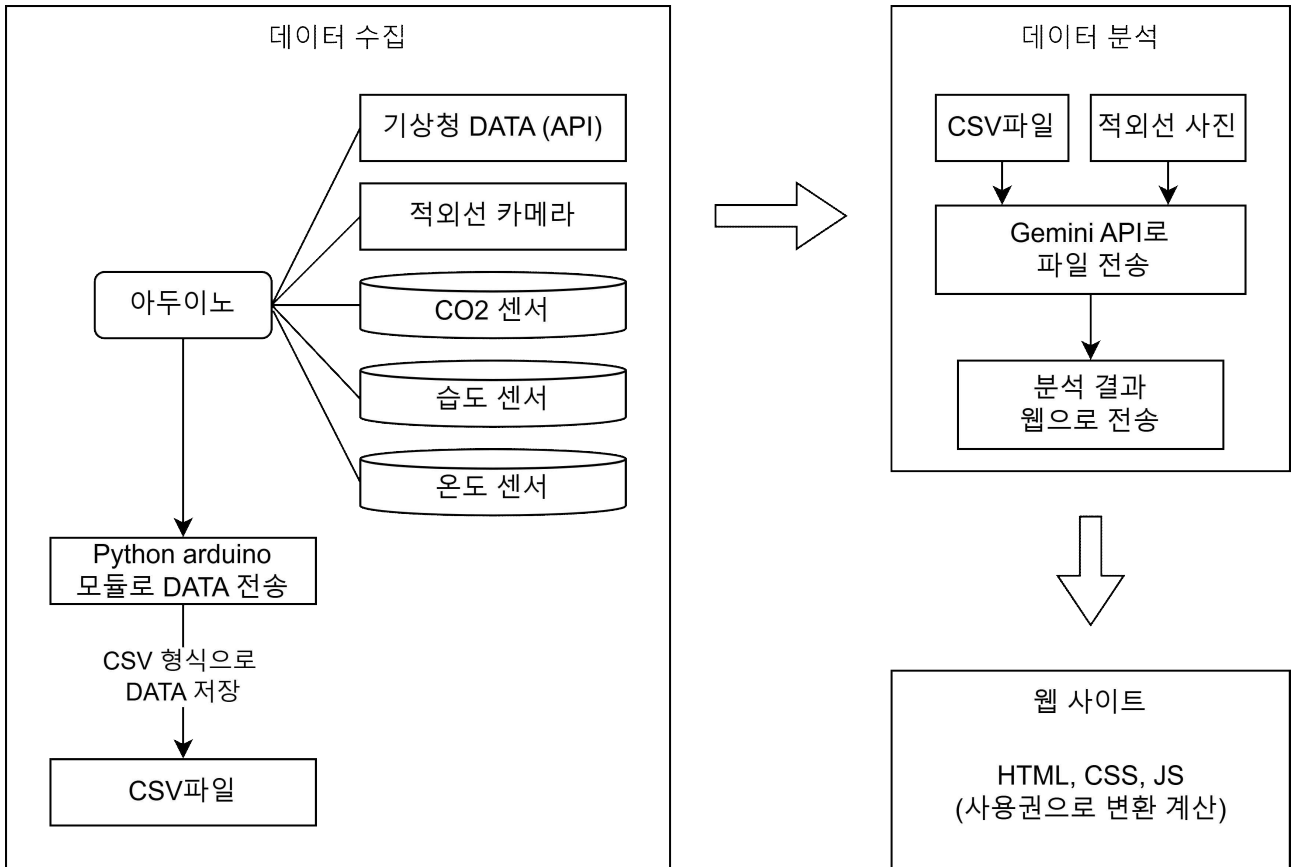 데이터 수집
기상청 DATA (API)
적외선 카메라
아두이노
CO2 센서
습도 센서
온도 센서
Python arduino
모듈로 DATA 전송
CSV 형식으로
DATA 저장
CSV파일
데이터 분석
CSV파일
적외선 사진
Gemini API로
파일 전송
분석 결과
웹으로 전송
웹 사이트
HTML, CSS, JS
(사용권으로 변환 계산)